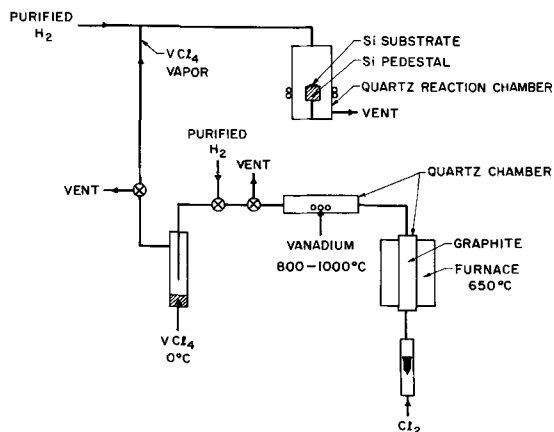 PURIFIED
H2
VCl4
VAPOR
Si SUBSTRATE
Si PEDESTAL
QUARTZ REACTION CHAMBER
VENT
PURIFIED
H2
VENT
VENT
QUARTZ CHAMBER
VANADIUM
800-1000°C
GRAPHITE
FURNACE
650°C
VCl4
0°C
Cl2